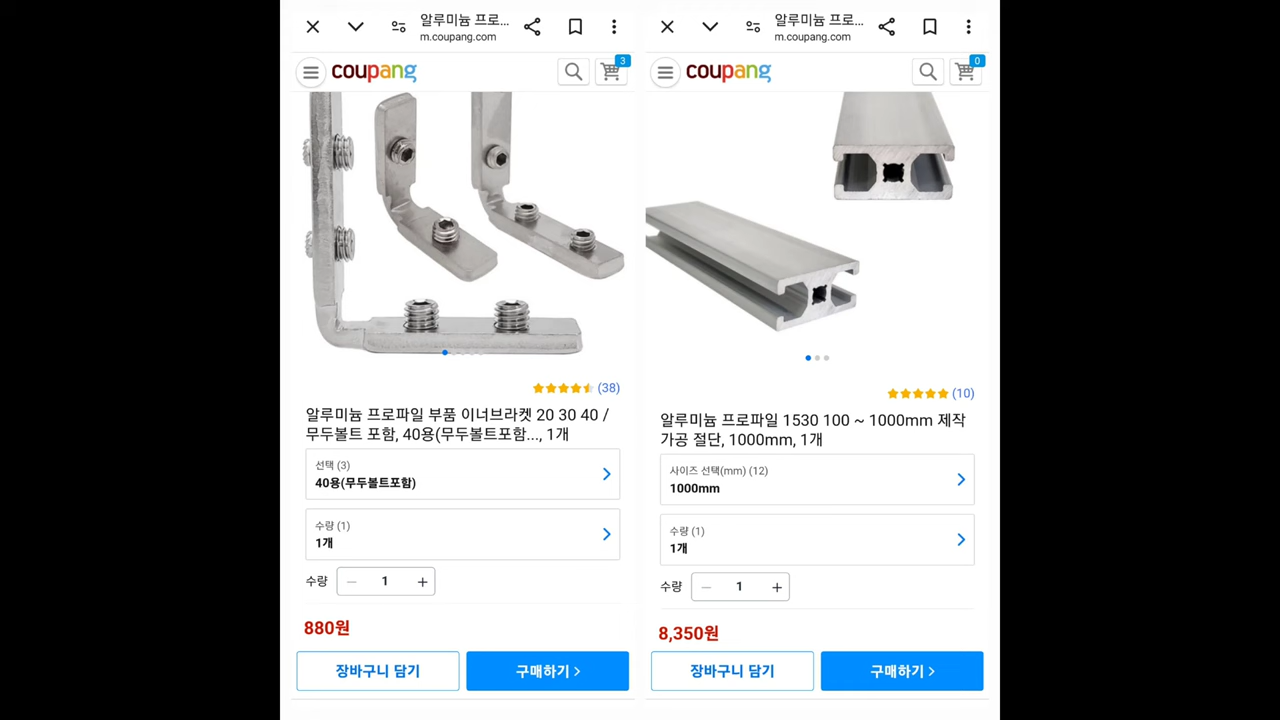 알루미늄 프로...
m.coupang.com
coupang
3
(38)
알루미늄 프로파일 부품 이너브라켓 20 30 40 /
무두볼트 포함, 40용(무두볼트포함..., 1개
선택 (3)
40용(무두볼트포함)
수량 (1)
1개
수량
1
880원
장바구니 담기
구매하기
알루미늄 프로...
m.coupang.com
coupang
0
(10)
알루미늄 프로파일 1530 100 ~ 1000mm 제작
가공 절단, 1000mm, 1개
사이즈 선택(mm) (12)
1000mm
수량 (1)
1개
수량
1
8,350원
장바구니 담기
구매하기